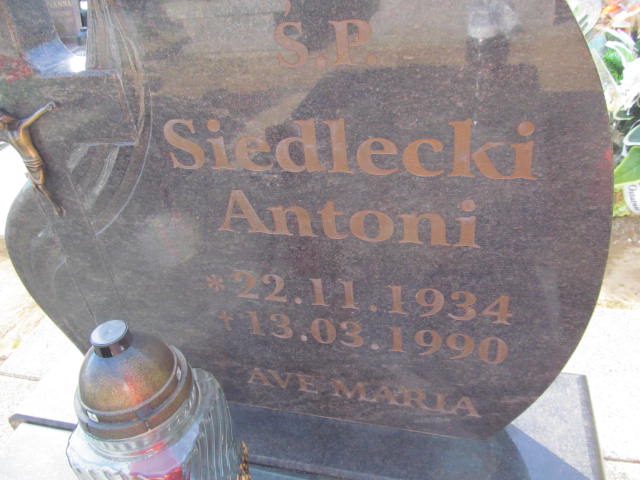 Ś.P.
Siedlecki
Antoni
*22.11.1934
+13.03.1990
AVE MARIA